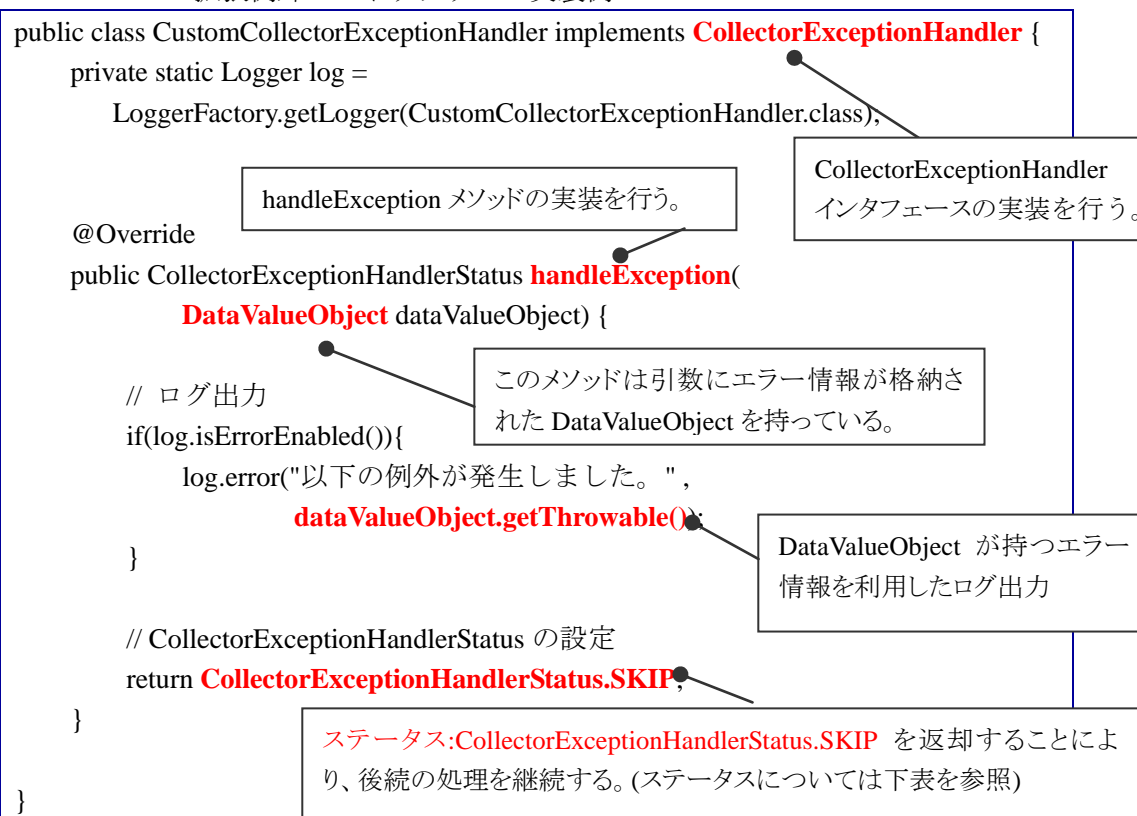 public class CustomCollectorExceptionHandler implements CollectorExceptionHandler {
private static Logger log =
LoggerFactory.getLogger(CustomCollectorExceptionHandler.class);
CollectorExceptionHandler
インタフェースの実装を行う。
handleException メソッドの実装を行う。
@Override
public CollectorExceptionHandlerStatus handleException(
DataValueObject dataValueObject) {
このメソッドは引数にエラー情報が格納さ
れた DataValueObject を持っている。
// ログ出力
if(log.isErrorEnabled()){
log.error("以下の例外が発生しました。",
dataValueObject.getThrowable());
DataValueObject が持つエラー
情報を利用したログ出力
}
// CollectorExceptionHandlerStatus の設定
return CollectorExceptionHandlerStatus.SKIP;
}
ステータス:CollectorExceptionHandlerStatus.SKIP を返却することによ
り、後続の処理を継続する。(ステータスについては下表を参照)
}